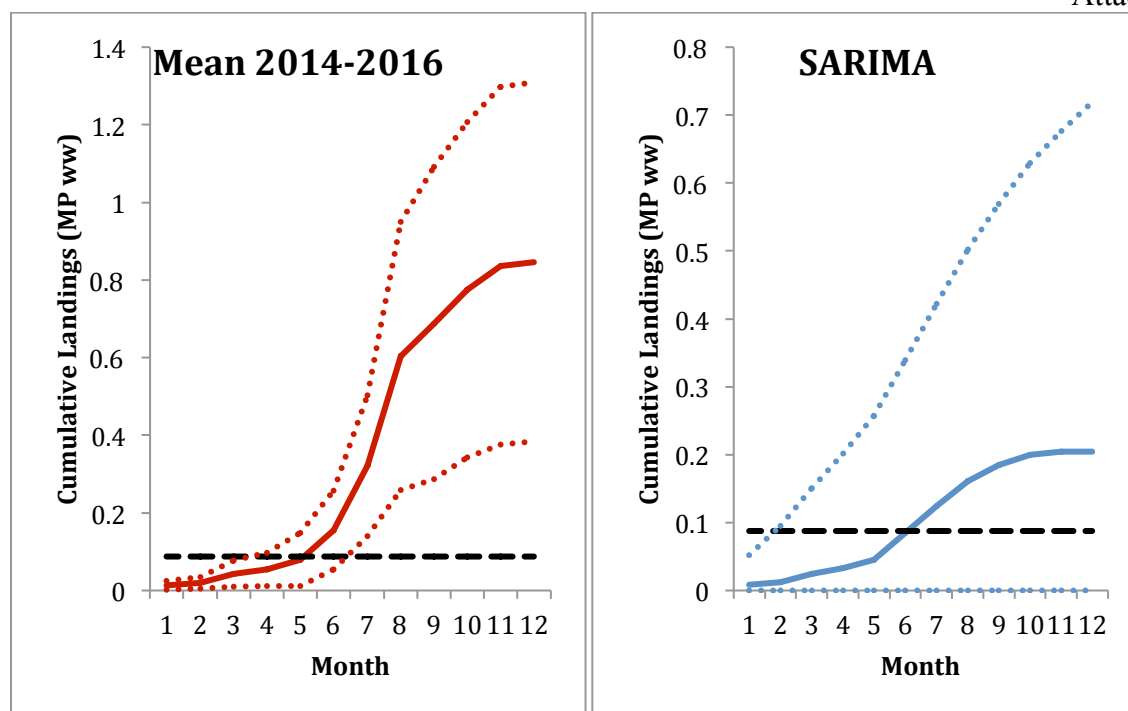 Atta
Mean 2014-2016
Cumulative Landings (MP ww)
1.4
1.2
1
0.8
0.6
0.4
0.2
0
1 2 3 4 5 6 7 8 9 10 11 12
Month
SARIMA
Cumulative Landings (MP ww)
0.8
0.7
0.6
0.5
0.4
0.3
0.2
0.1
0
1 2 3 4 5 6 7 8 9 10 11 12
Month